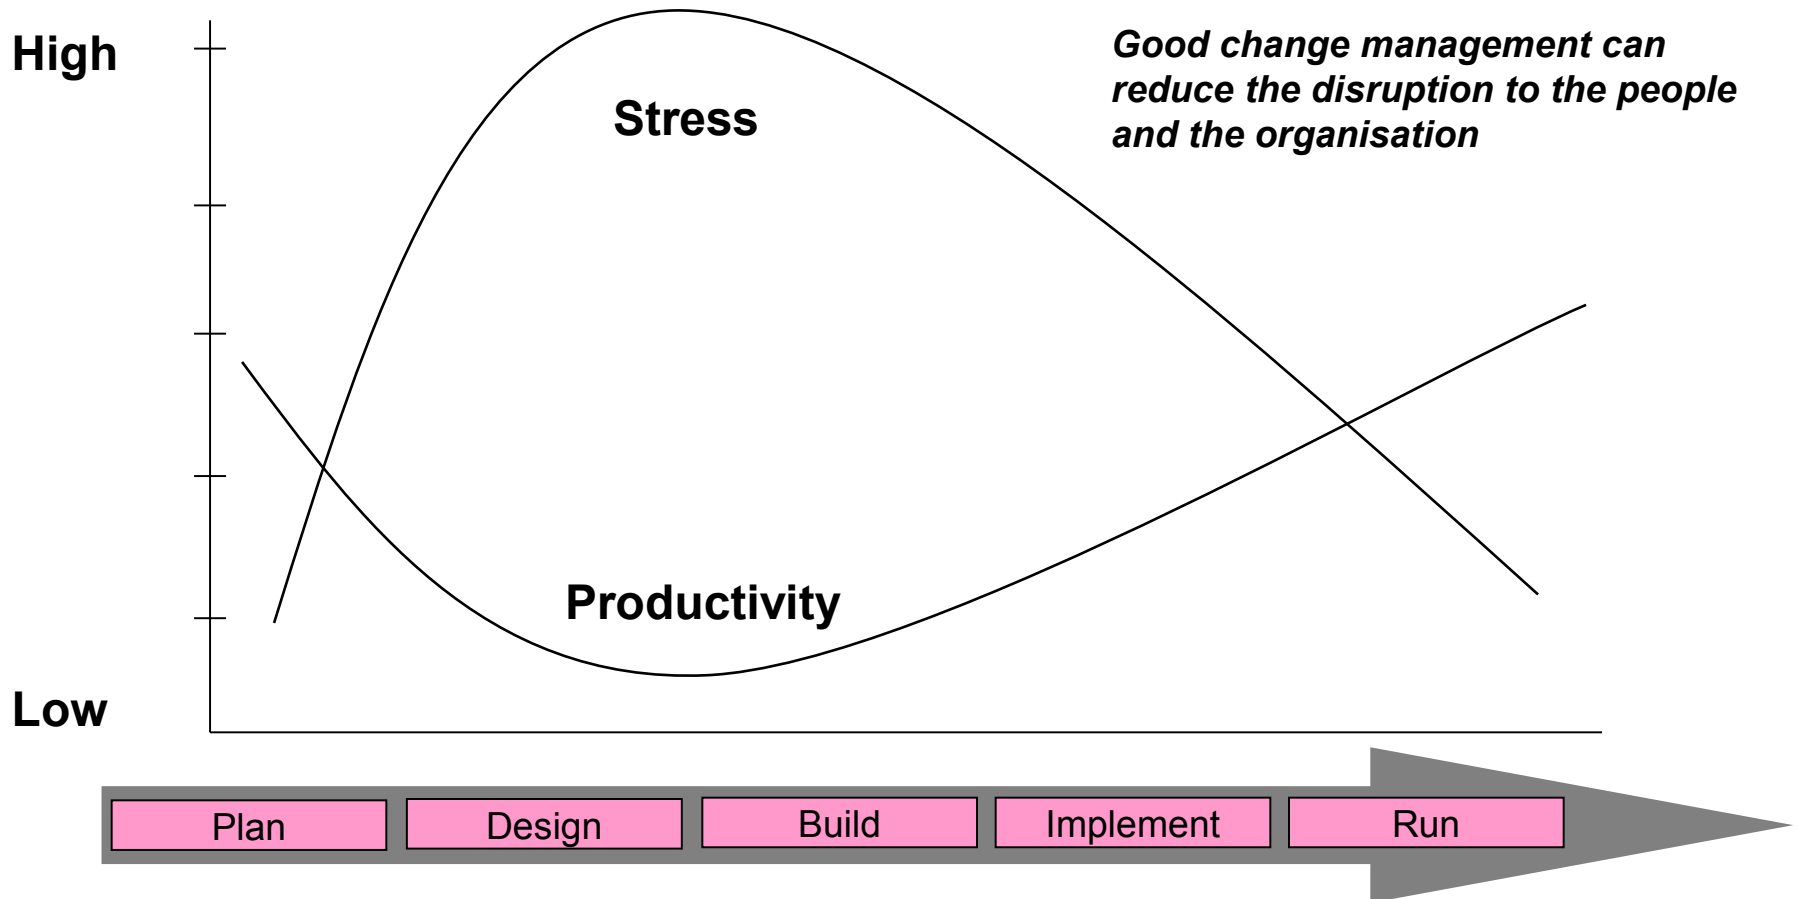 High
Good change management can
reduce the disruption to the people
and the organisation
Stress
Productivity
Low
Plan
Design
Build
Implement
Run